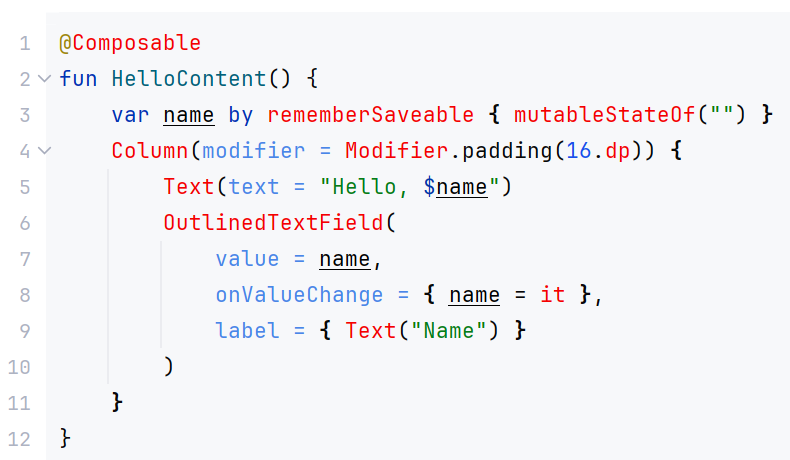 1 @Composable
2 fun HelloContent() {
3     var name by rememberSaveable { mutableStateOf("") }
4     Column(modifier = Modifier.padding(16.dp)) {
5         Text(text = "Hello, $name")
6         OutlinedTextField(
7             value = name,
8             onValueChange = { name = it },
9             label = { Text("Name") }
10         )
11     }
12 }